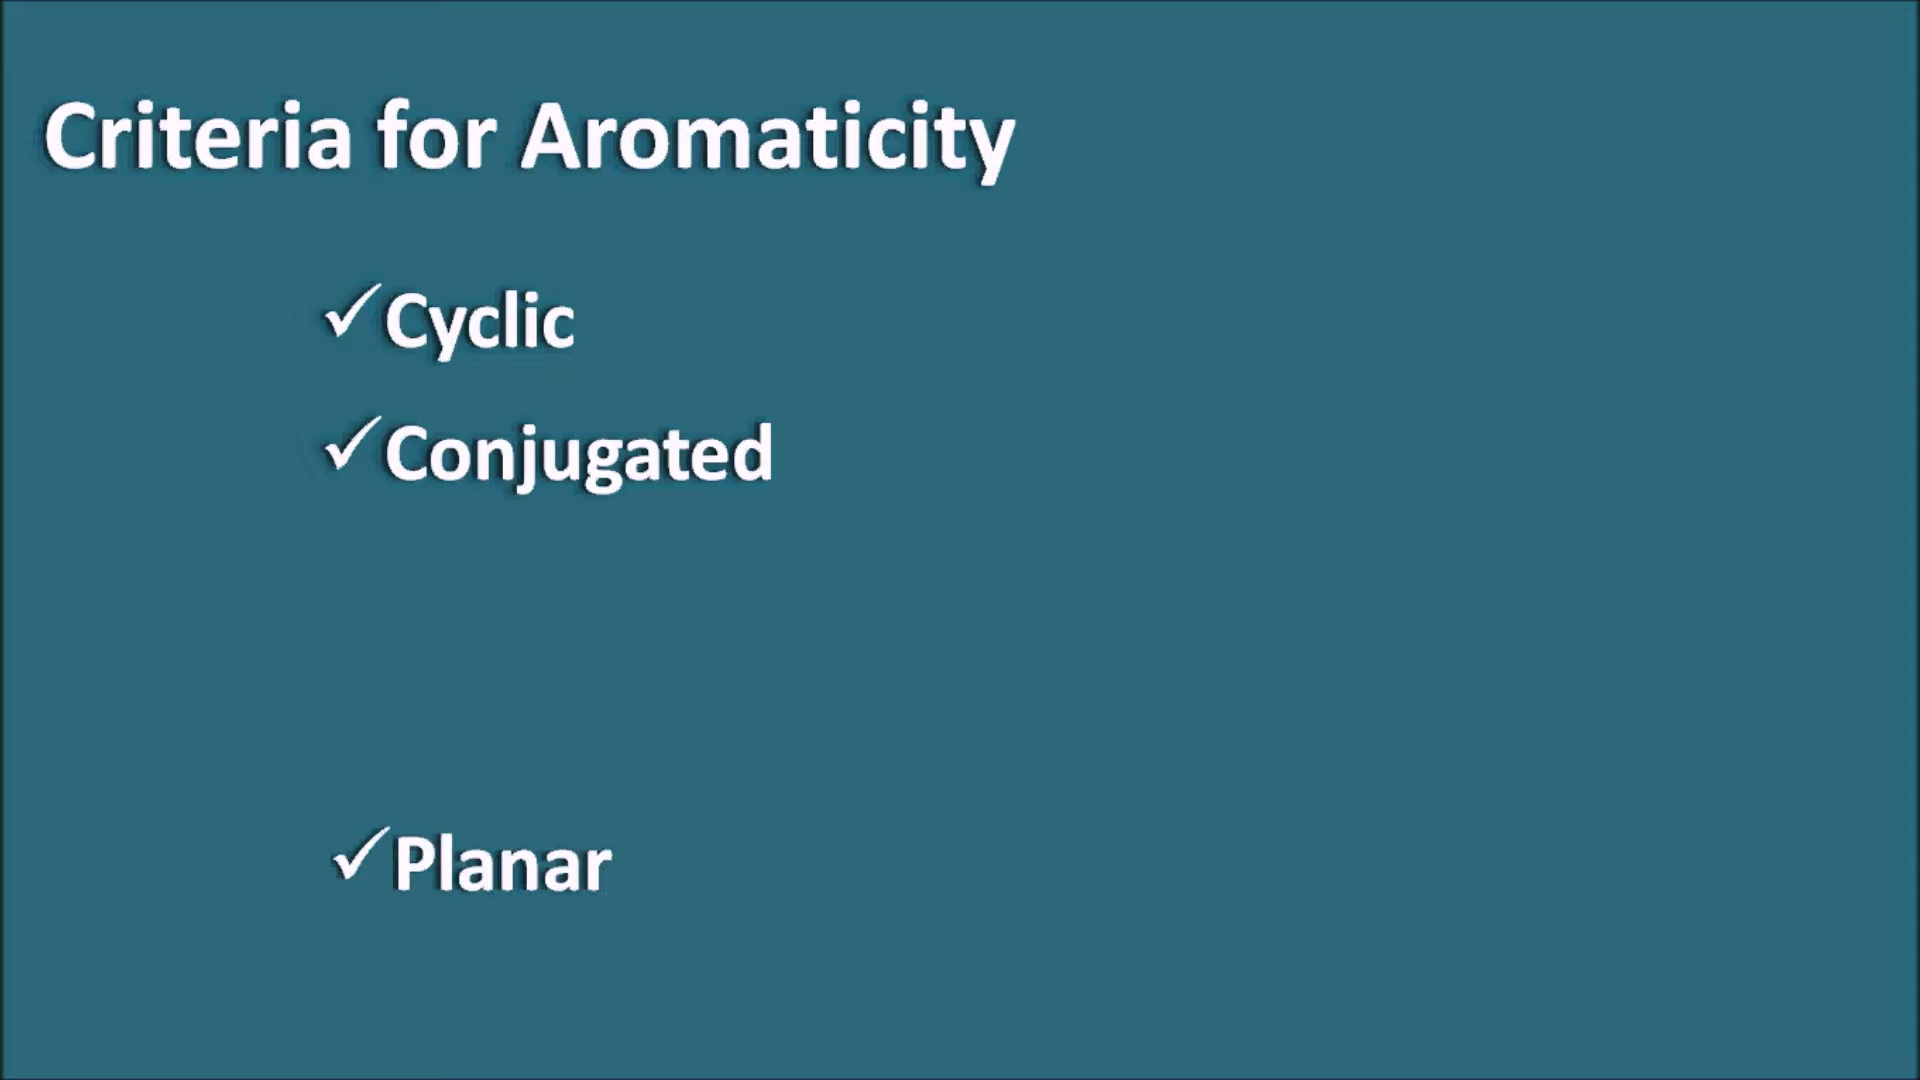 Criteria for Aromaticity
✓Cyclic
✓Conjugated
✓Planar